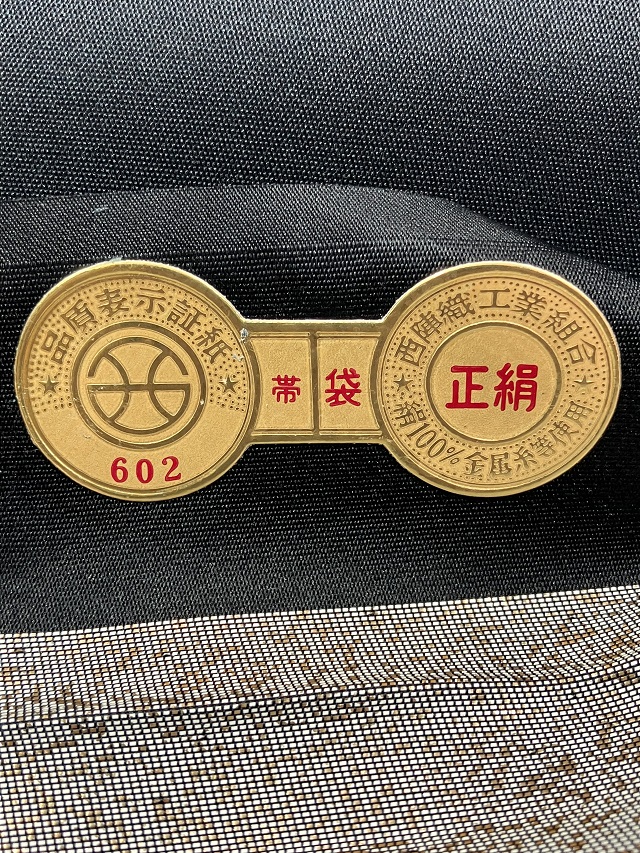 品質表示証紙
602
帯
袋
西陣織工業組合
正絹
絹100%金属糸等使用